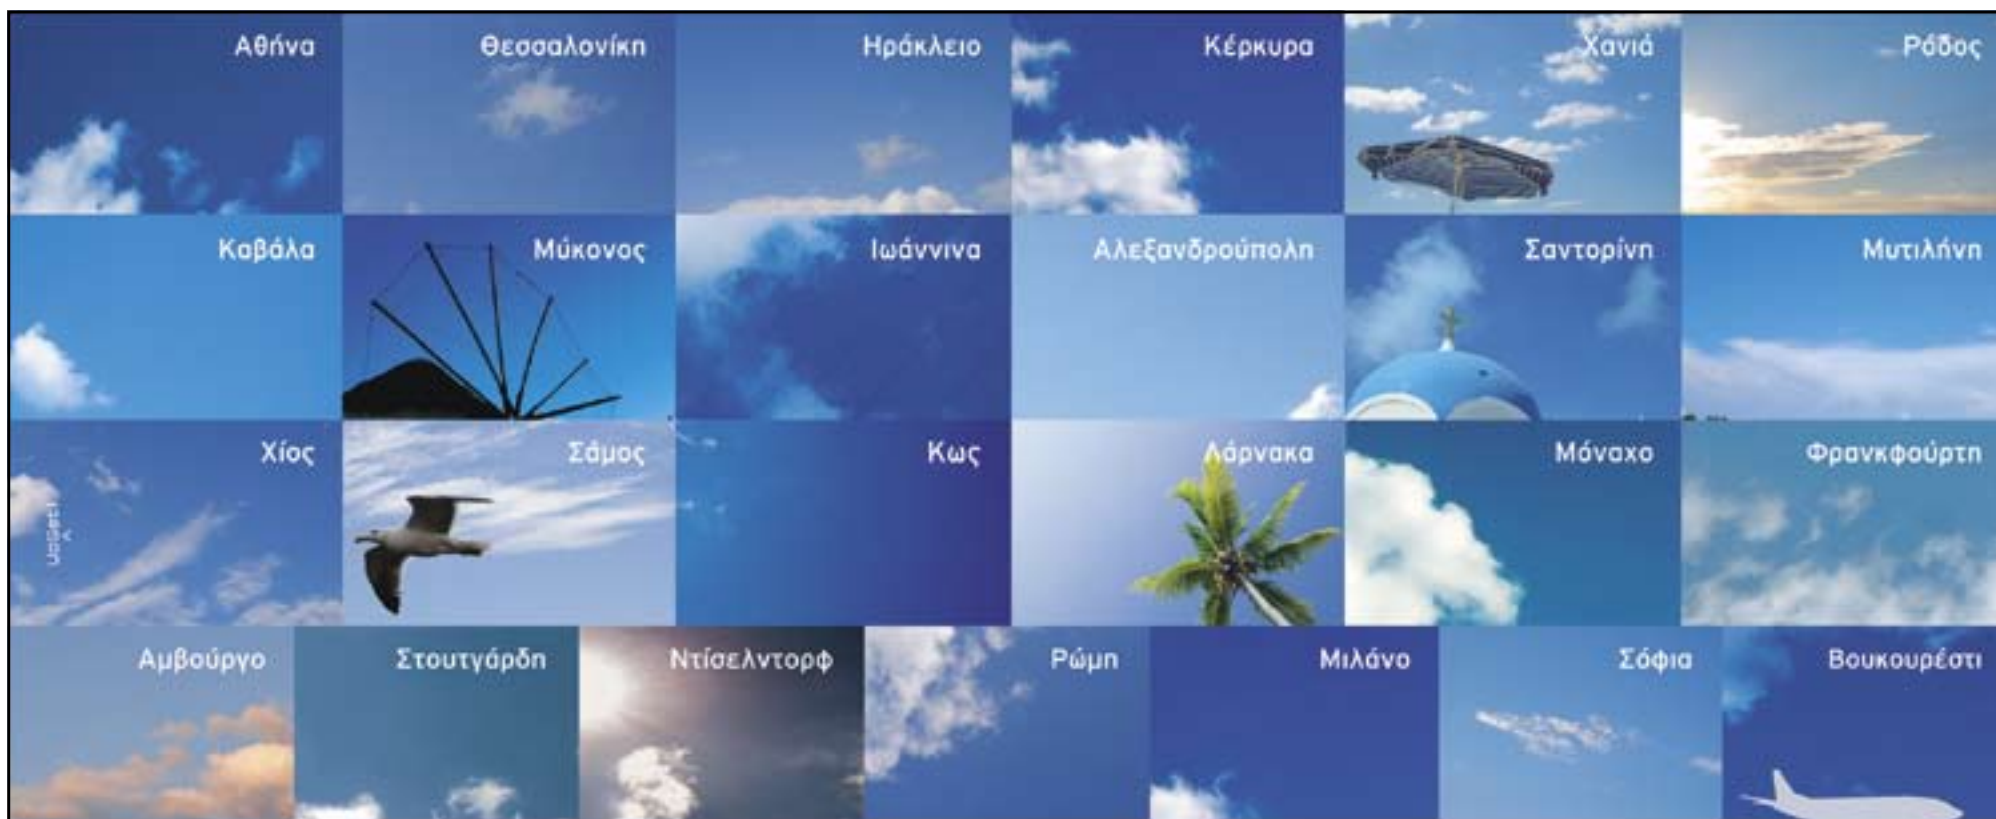 Αθήνα
Θεσσαλονίκη
Ηράκλειο
Κέρκυρα
Χανιά
Ρόδος
Καβάλα
Μύκονος
Ιωάννινα
Αλεξανδρούπολη
Σαντορίνη
Μυτιλήνη
Χίος
Σάμος
Κως
Λάρνακα
Μόναχο
Φρανκφούρτη
Αμβούργο
Στουτγάρδη
Ντίσελντορφ
Ρώμη
Μιλάνο
Σόφια
Βουκουρέστι